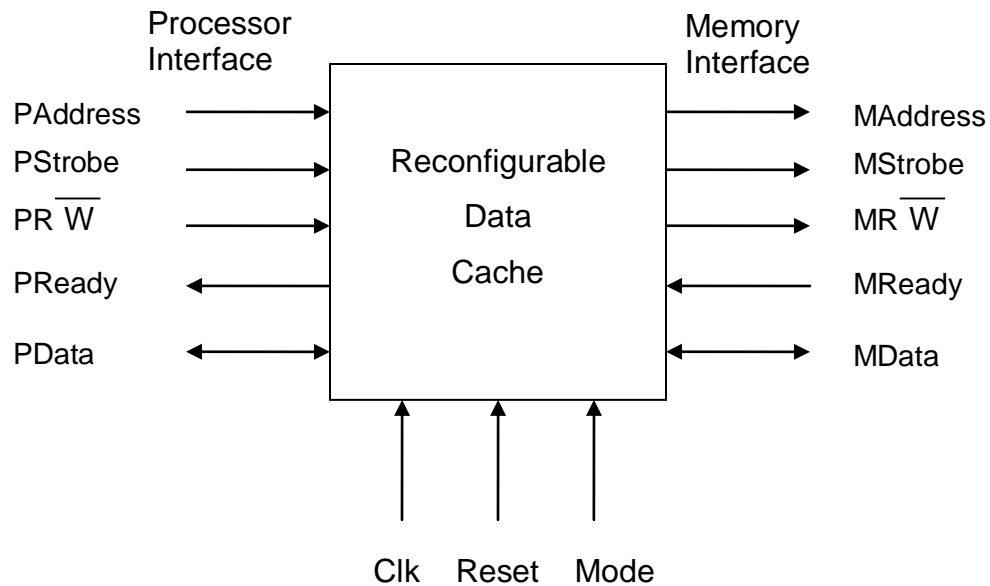 Processor
Interface
Memory
Interface
PAddress
PStrobe
PR W̅
PReady
PData
Reconfigurable
Data
Cache
MAddress
MStrobe
MR W̅
MReady
MData
Clk Reset Mode